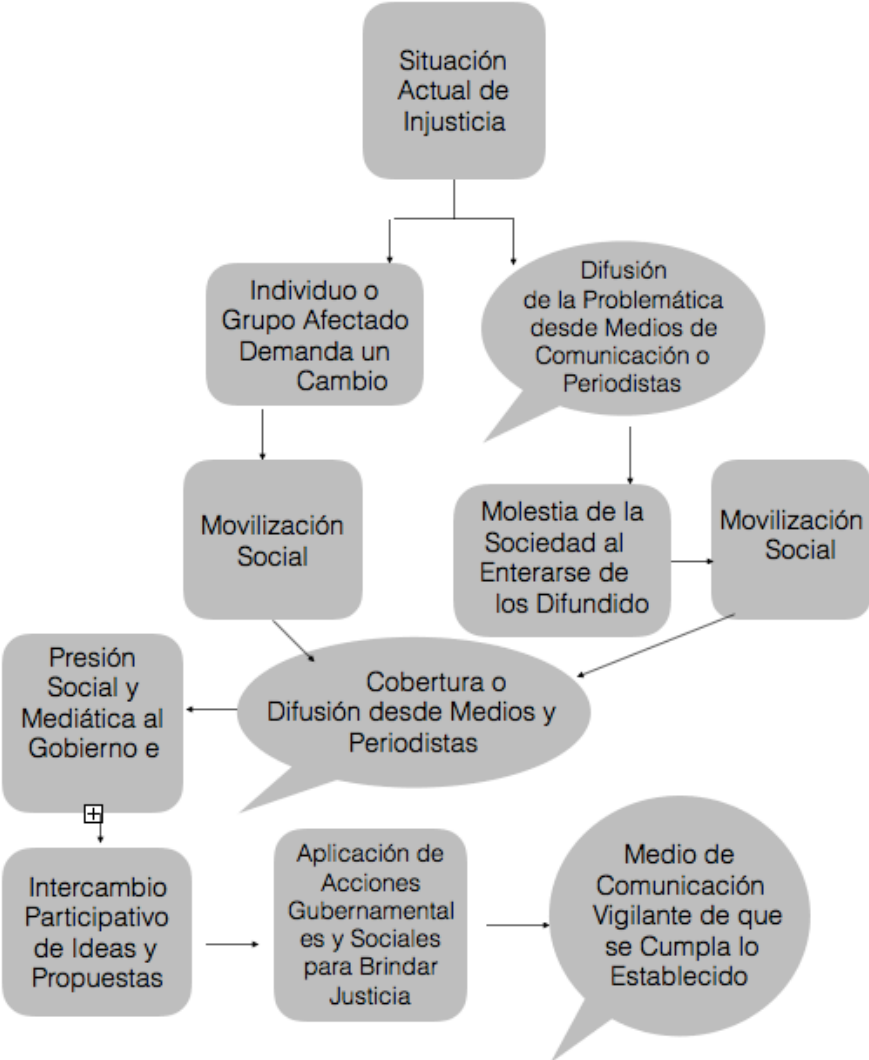 Situación
Actual de
Injusticia
Individuo o
Grupo Afectado
Demanda un
Cambio
Difusión
de la Problemática
desde Medios de
Comunicación o
Periodistas
Movilización
Social
Molestia de la
Sociedad al
Enterarse de
los Difundido
Movilización
Social
Cobertura o
Difusión desde Medios y
Periodistas
Presión
Social y
Mediática al
Gobierno e
Intercambio
Participativo
de Ideas y
Propuestas
Aplicación de
Acciones
Gubernamental
es y Sociales
para Brindar
Justicia
Medio de
Comunicación
Vigilante de que
se Cumpla lo
Establecido